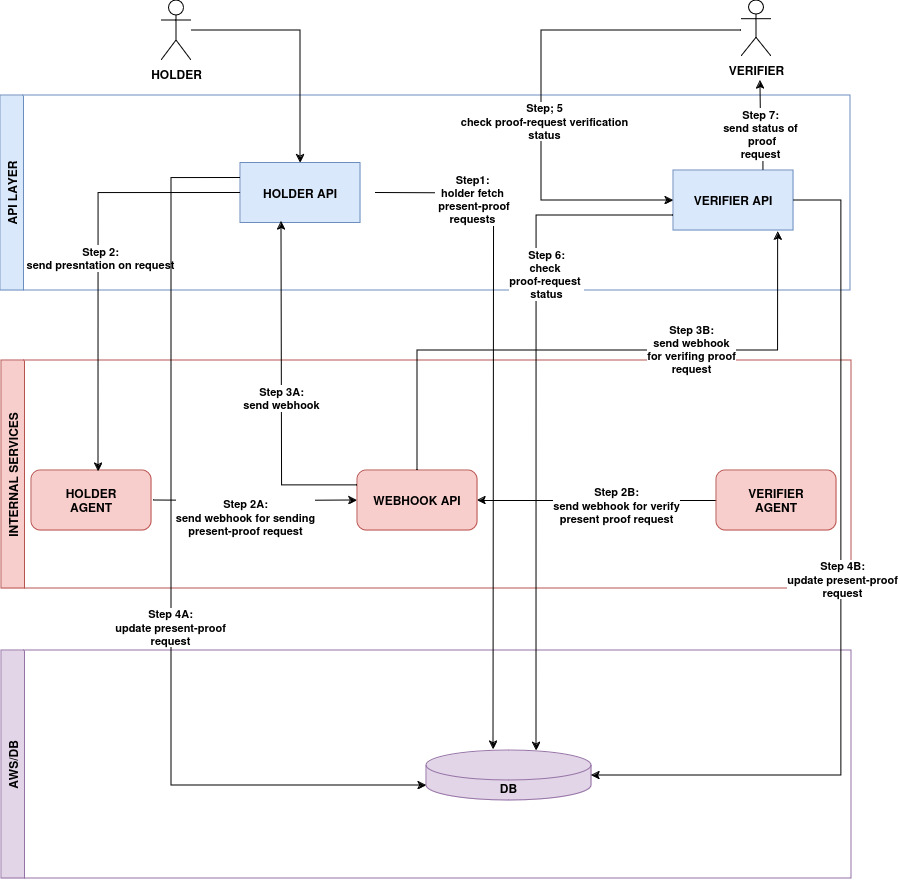 HOLDER
VERIFIER
API LAYER
Step; 5
check proof-request verification
status
Step 7:
send status of
proof
request
HOLDER API
Step1:
holder fetch
present-proof
requests
VERIFIER API
Step 2:
send presntation on request
Step 6:
check
proof-request
status
Step 3B:
send webhook
for verifing proof
request
INTERNAL SERVICES
Step 3A:
send webhook
HOLDER
AGENT
Step 2A:
send webhook for sending
present-proof request
WEBHOOK API
Step 2B:
send webhook for verify
present proof request
VERIFIER
AGENT
Step 4B:
update present-proof
request
Step 4A:
update present-proof
request
AWS/DB
DB